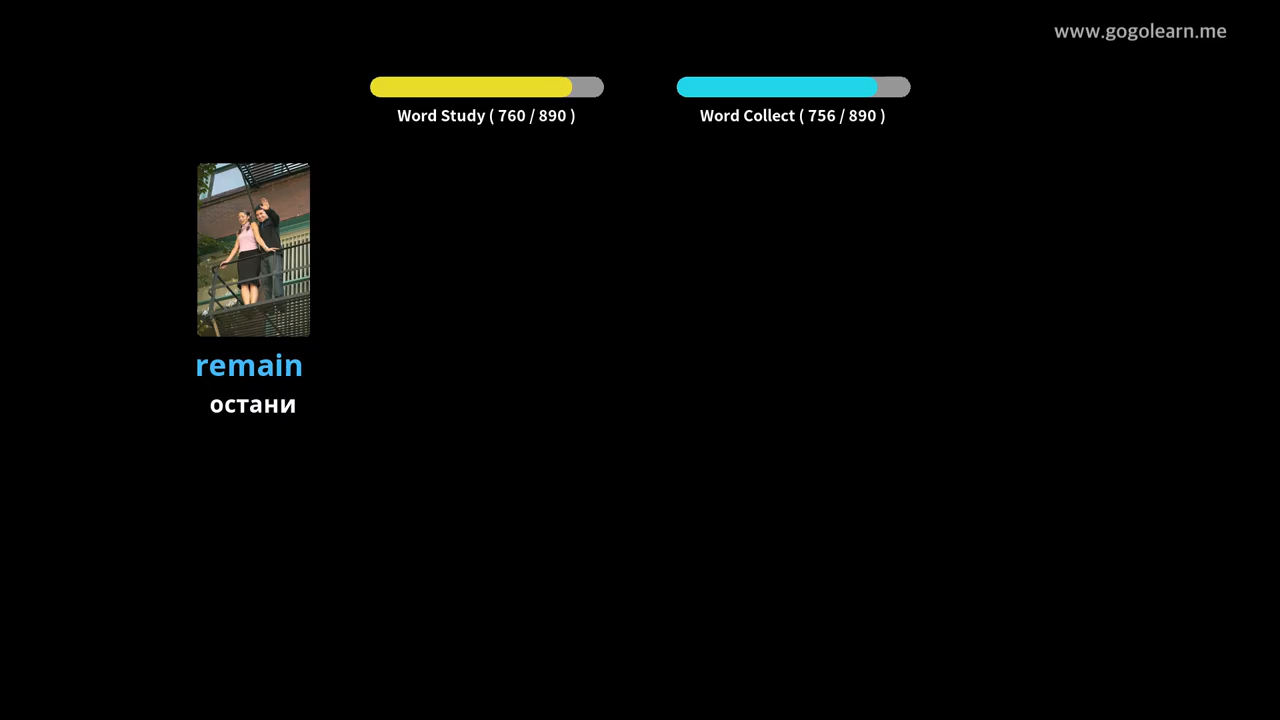 www.gogolearn.me
Word Study ( 760 / 890 )
Word Collect ( 756 / 890 )
remain
остани